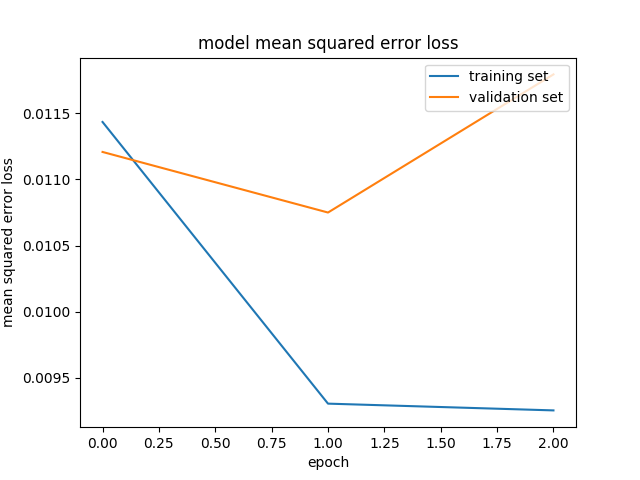 model mean squared error loss
training set
validation set
0.0115
0.0110
0.0105
0.0100
0.0095
mean squared error loss
0.00 0.25 0.50 0.75 1.00 1.25 1.50 1.75 2.00
epoch